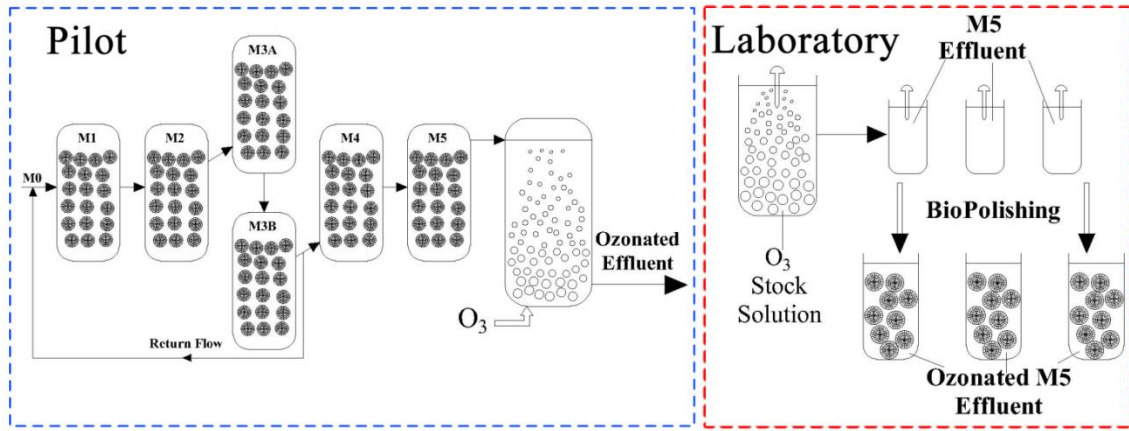 Pilot
M0
M1
M2
M3A
M3B
M4
M5
Return Flow
O3
Ozonated
Effluent
Laboratory
M5
Effluent
O3
Stock
Solution
BioPolishing
Ozonated M5
Effluent